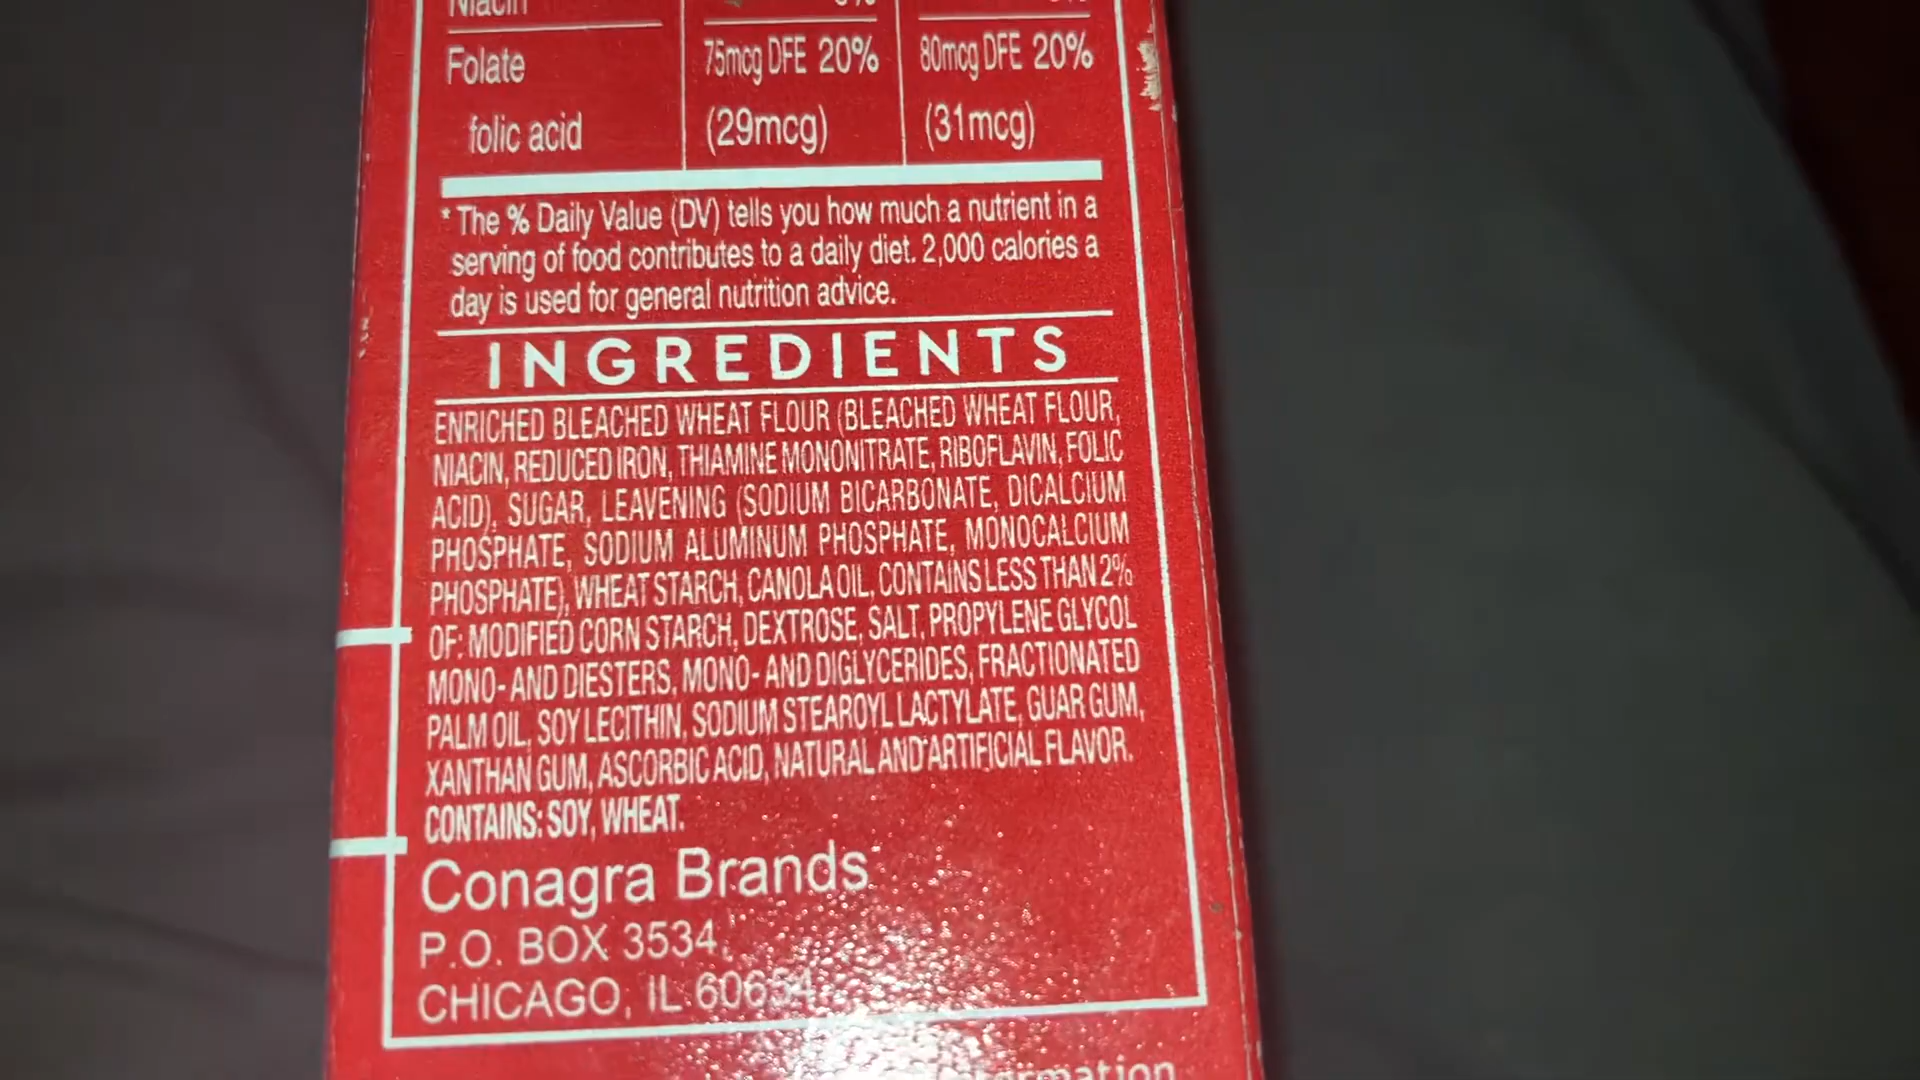 Niacin
Folate 75mcg DFE 20% 80mcg DFE 20%
folic acid (29mcg) (31mcg)
* The % Daily Value (DV) tells you how much a nutrient in a
serving of food contributes to a daily diet. 2,000 calories a
day is used for general nutrition advice.
INGREDIENTS
ENRICHED BLEACHED WHEAT FLOUR (BLEACHED WHEAT FLOUR,
NIACIN, REDUCED IRON, THIAMINE MONONITRATE, RIBOFLAVIN, FOLIC
ACID), SUGAR, LEAVENING (SODIUM BICARBONATE, DICALCIUM
PHOSPHATE, SODIUM ALUMINUM PHOSPHATE, MONOCALCIUM
PHOSPHATE), WHEAT STARCH, CANOLA OIL, CONTAINS LESS THAN 2%
OF: MODIFIED CORN STARCH, DEXTROSE, SALT, PROPYLENE GLYCOL
MONO- AND DIESTERS, MONO- AND DIGLYCERIDES, FRACTIONATED
PALM OIL, SOY LECITHIN, SODIUM STEAROYL LACTYLATE, GUAR GUM,
XANTHAN GUM, ASCORBIC ACID, NATURAL AND ARTIFICIAL FLAVOR.
CONTAINS: SOY, WHEAT.
Conagra Brands
P.O. BOX 3534,
CHICAGO, IL